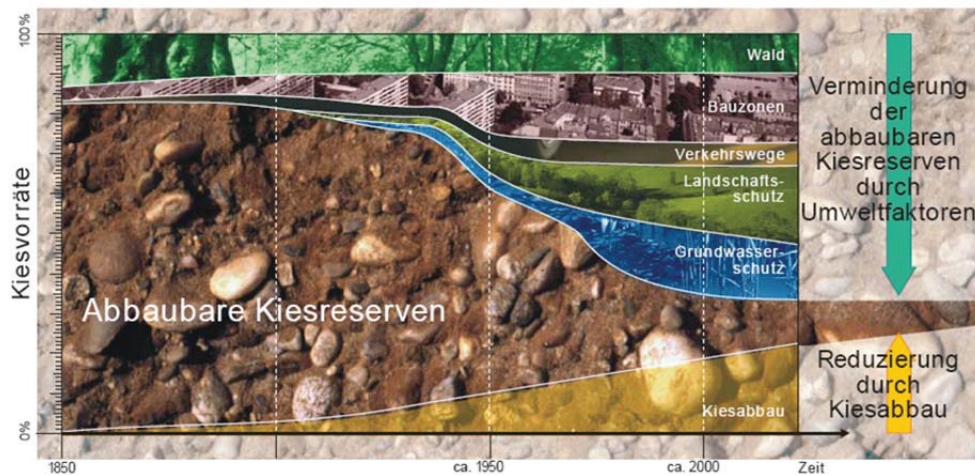 100%
Kiesvorräte
0%
Wald
Bauzonen
Verkehrswege
Landschafts-
schutz
Grundwasser-
schutz
Abbaubare Kiesreserven
Kiesabbau
Verminderung
der
abbaubaren
Kiesreserven
durch
Umweltfaktoren
Reduzierung
durch
Kiesabbau
1850
ca. 1950
ca. 2000
Zeit